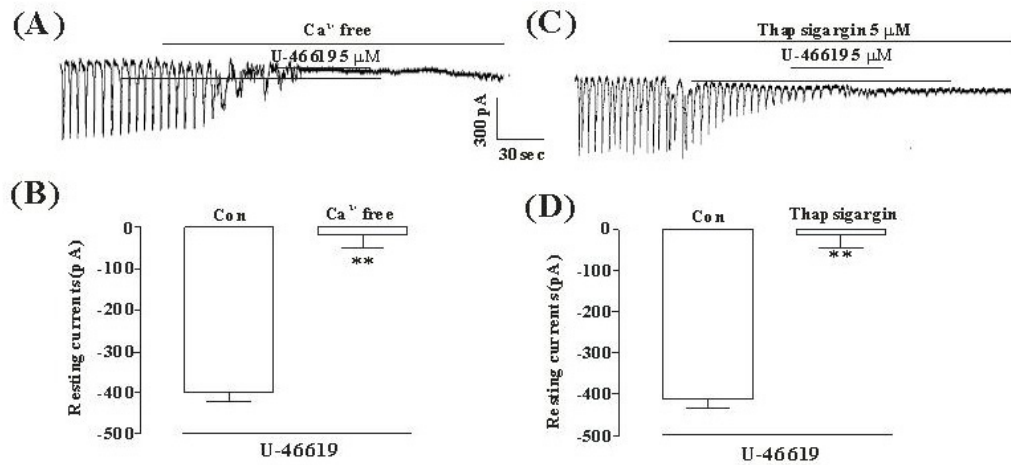 (A)
Ca²⁺ free
U-46619 5 μM
300 pA
30 sec
(C)
Thapsigargin 5 μM
U-46619 5 μM
(B)
Con
Ca²⁺ free
0
-100
-200
-300
-400
-500
Resting currents(pA)
**
U-46619
(D)
Con
Thapsigargin
0
-100
-200
-300
-400
-500
Resting currents(pA)
**
U-46619